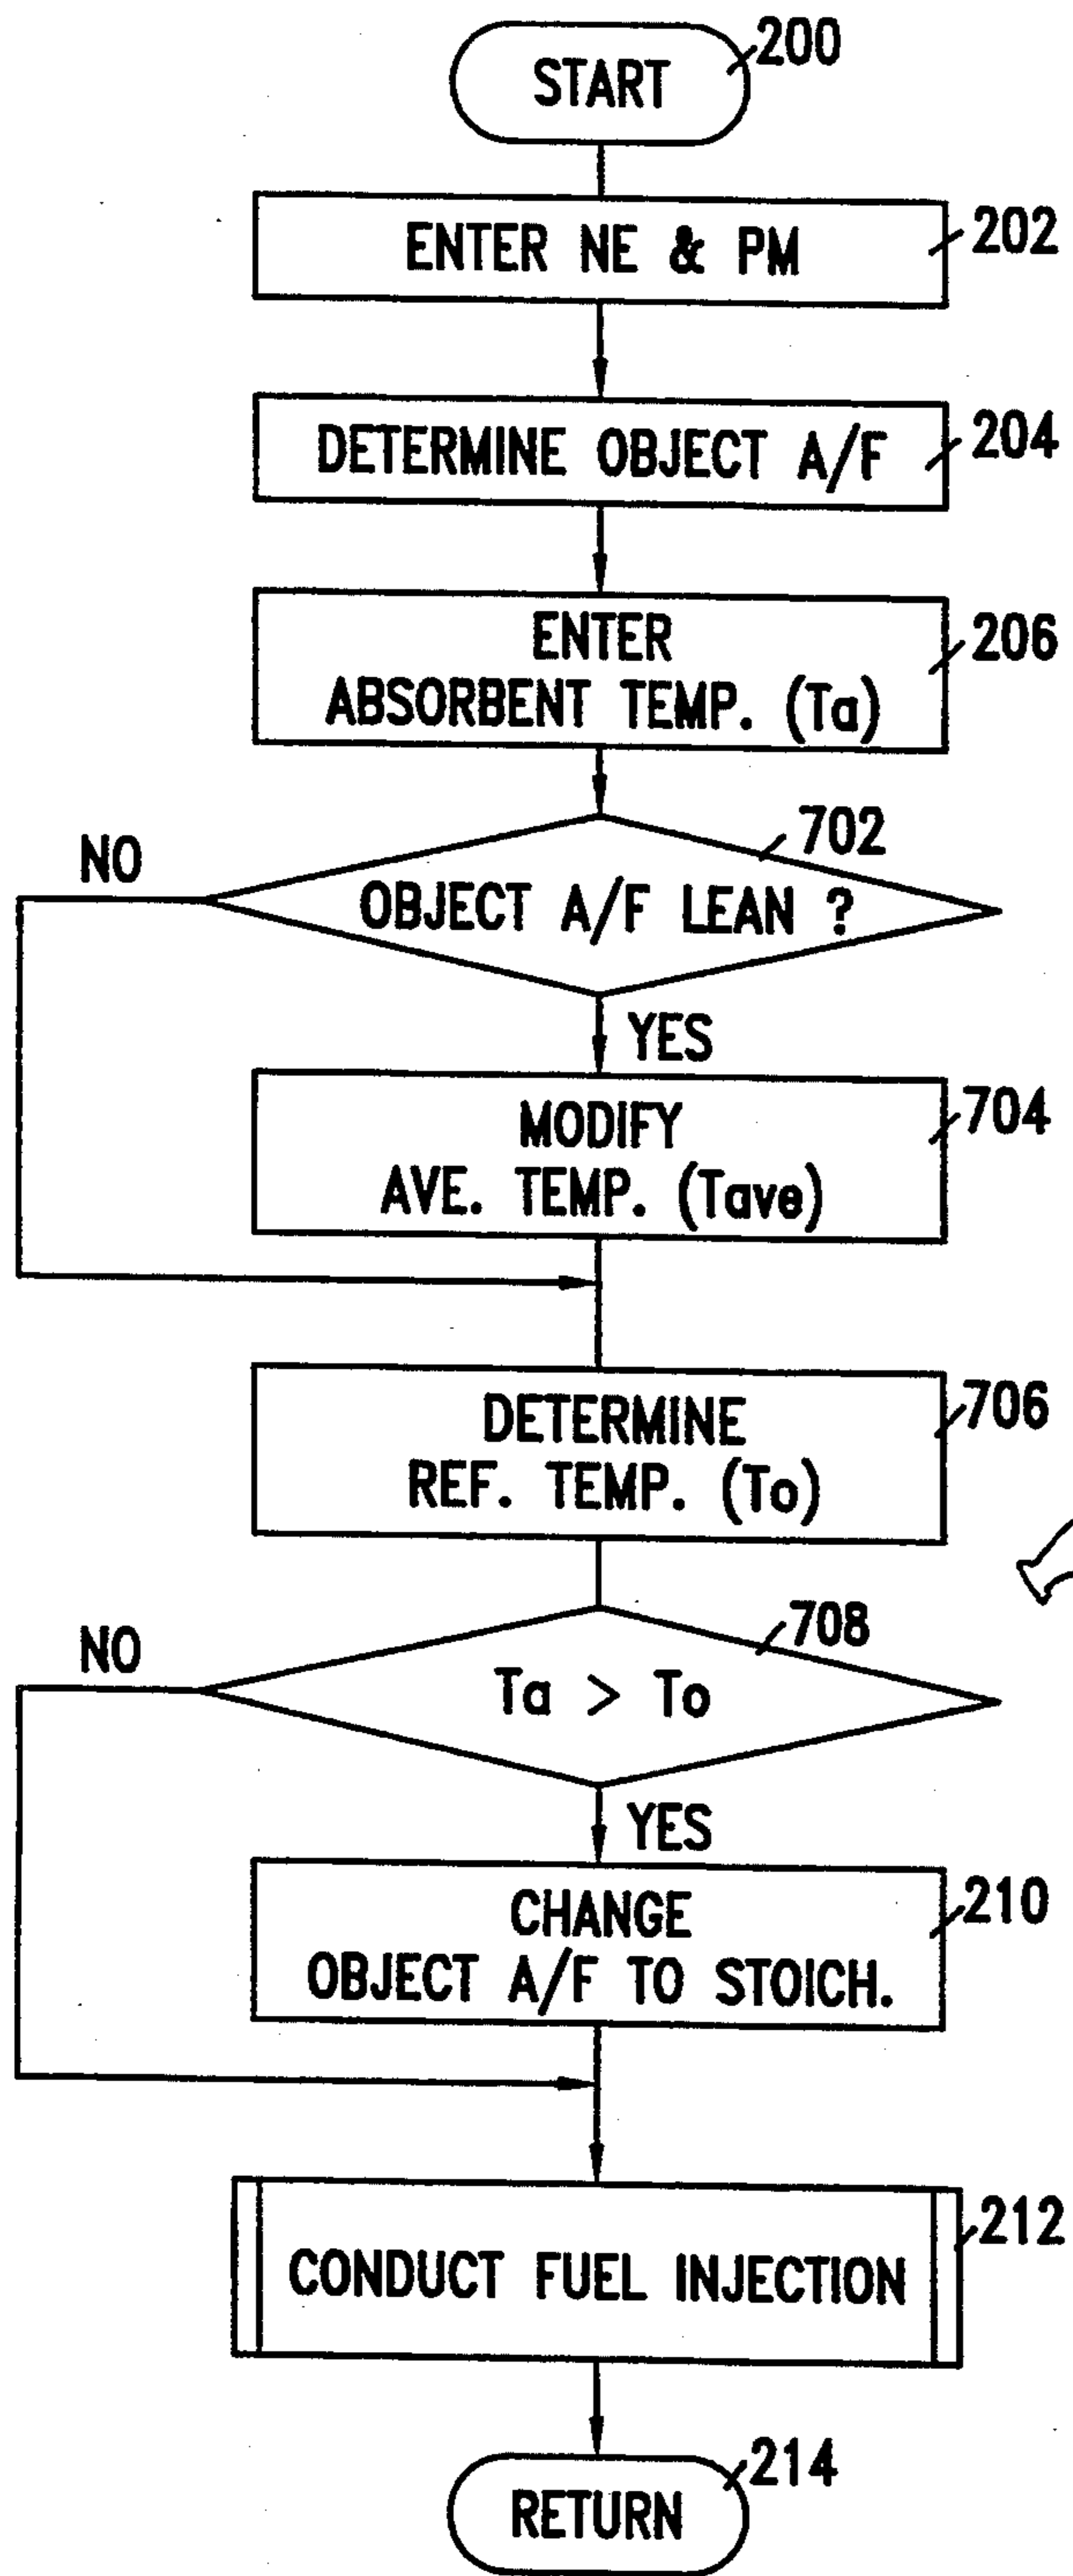 START
200
ENTER NE & PM
202
DETERMINE OBJECT A/F
204
ENTER
ABSORBENT TEMP. (Ta)
206
702
NO
OBJECT A/F LEAN ?
YES
MODIFY
AVE. TEMP. (Tave)
704
DETERMINE
REF. TEMP. (To)
706
708
NO
Ta > To
YES
CHANGE
OBJECT A/F TO STOICH.
210
CONDUCT FUEL INJECTION
212
RETURN
214